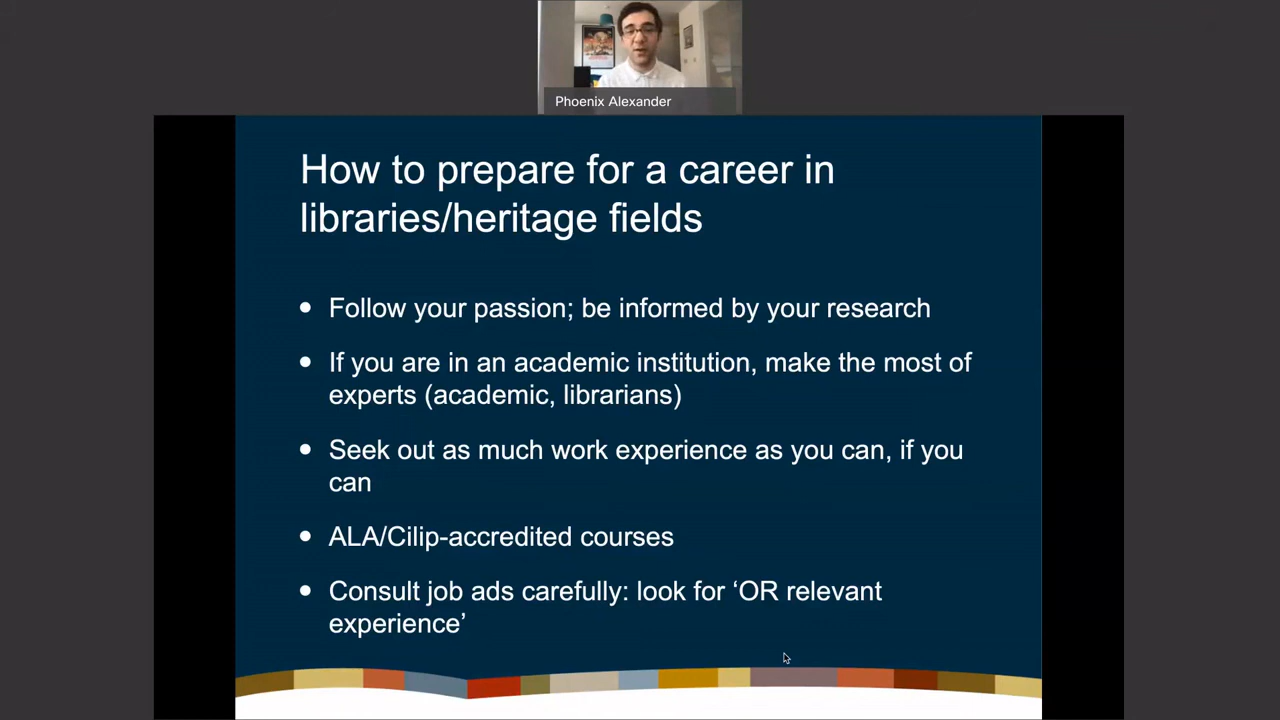 Phoenix Alexander
How to prepare for a career in
libraries/heritage fields
• Follow your passion; be informed by your research
• If you are in an academic institution, make the most of
experts (academic, librarians)
• Seek out as much work experience as you can, if you
can
• ALA/Cilip-accredited courses
• Consult job ads carefully: look for ‘OR relevant
experience’